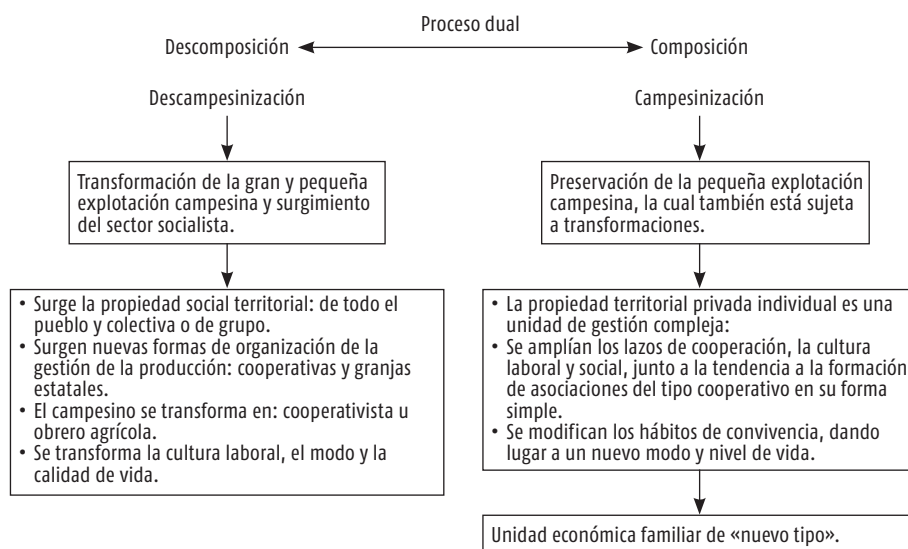 Proceso dual
Descomposición
Composición
Descampesinización
Campesinización
Transformación de la gran y pequeña
explotación campesina y surgimiento
del sector socialista.
Preservación de la pequeña explotación
campesina, la cual también está sujeta
a transformaciones.
• Surge la propiedad social territorial: de todo el
pueblo y colectiva o de grupo.
• Surgen nuevas formas de organización de la
gestión de la producción: cooperativas y granjas
estatales.
• El campesino se transforma en: cooperativista u
obrero agrícola.
• Se transforma la cultura laboral, el modo y la
calidad de vida.
• La propiedad territorial privada individual es una
unidad de gestión compleja:
• Se amplían los lazos de cooperación, la cultura
laboral y social, junto a la tendencia a la formación
de asociaciones del tipo cooperativo en su forma
simple.
• Se modifican los hábitos de convivencia, dando
lugar a un nuevo modo y nivel de vida.
Unidad económica familiar de «nuevo tipo».